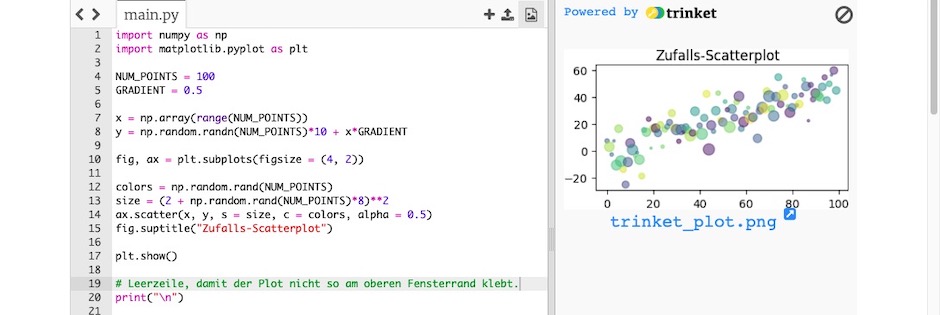 main.py
1 import numpy as np
2 import matplotlib.pyplot as plt
3
4 NUM_POINTS = 100
5 GRADIENT = 0.5
6
7 x = np.array(range(NUM_POINTS))
8 y = np.random.randn(NUM_POINTS)*10 + x*GRADIENT
9
10 fig, ax = plt.subplots(figsize = (4, 2))
11
12 colors = np.random.rand(NUM_POINTS)
13 size = (2 + np.random.rand(NUM_POINTS)*8)**2
14 ax.scatter(x, y, s = size, c = colors, alpha = 0.5)
15 fig.suptitle("Zufalls-Scatterplot")
16
17 plt.show()
18
19 # Leerzeile, damit der Plot nicht so am oberen Fensterrand klebt.
20 print("\n")
21
Powered by trinket
Zufalls-Scatterplot
60
40
20
0
−20
0 20 40 60 80 100
trinket_plot.png